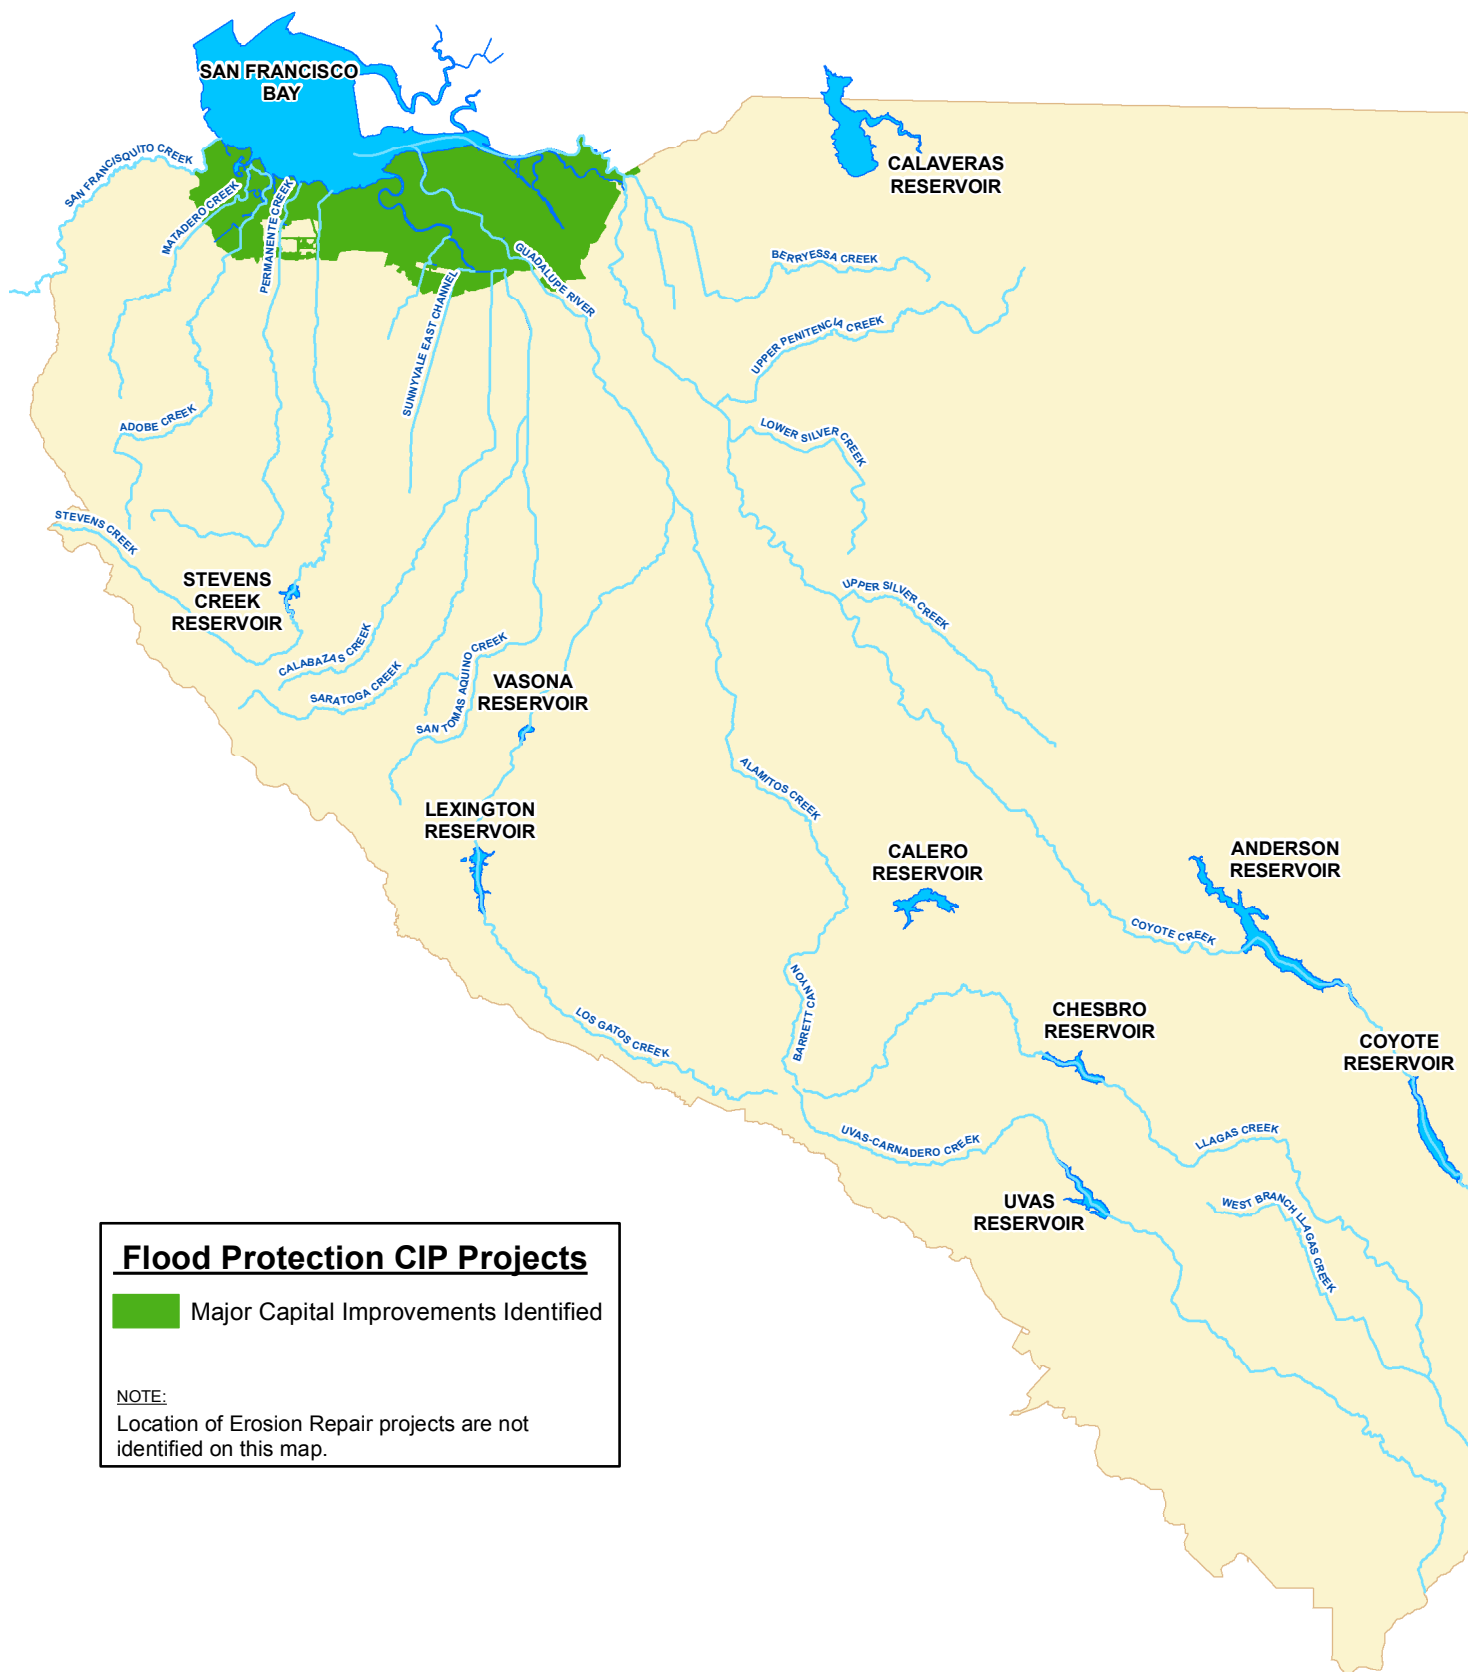 SAN FRANCISCO
BAY
CALAVERAS
RESERVOIR
SAN FRANCISQUITO CREEK
MATADERO CREEK
PERMANENTE CREEK
GUADALUPE RIVER
SUNNYVALE EAST CHANNEL
BERRYESSA CREEK
UPPER PENITENCIA CREEK
ADOBE CREEK
LOWER SILVER CREEK
STEVENS CREEK
STEVENS
CREEK
RESERVOIR
UPPER SILVER CREEK
CALABAZAS CREEK
SARATOGA CREEK
SAN TOMAS AQUINO CREEK
VASONA
RESERVOIR
ALAMITOS CREEK
LEXINGTON
RESERVOIR
CALERO
RESERVOIR
ANDERSON
RESERVOIR
COYOTE CREEK
BARRETT CANYON
LOS GATOS CREEK
CHESBRO
RESERVOIR
COYOTE
RESERVOIR
UVAS-CARNADERO CREEK
LLAGAS CREEK
UVAS
RESERVOIR
WEST BRANCH LLAGAS CREEK
Flood Protection CIP Projects
Major Capital Improvements Identified
NOTE:
Location of Erosion Repair projects are not
identified on this map.